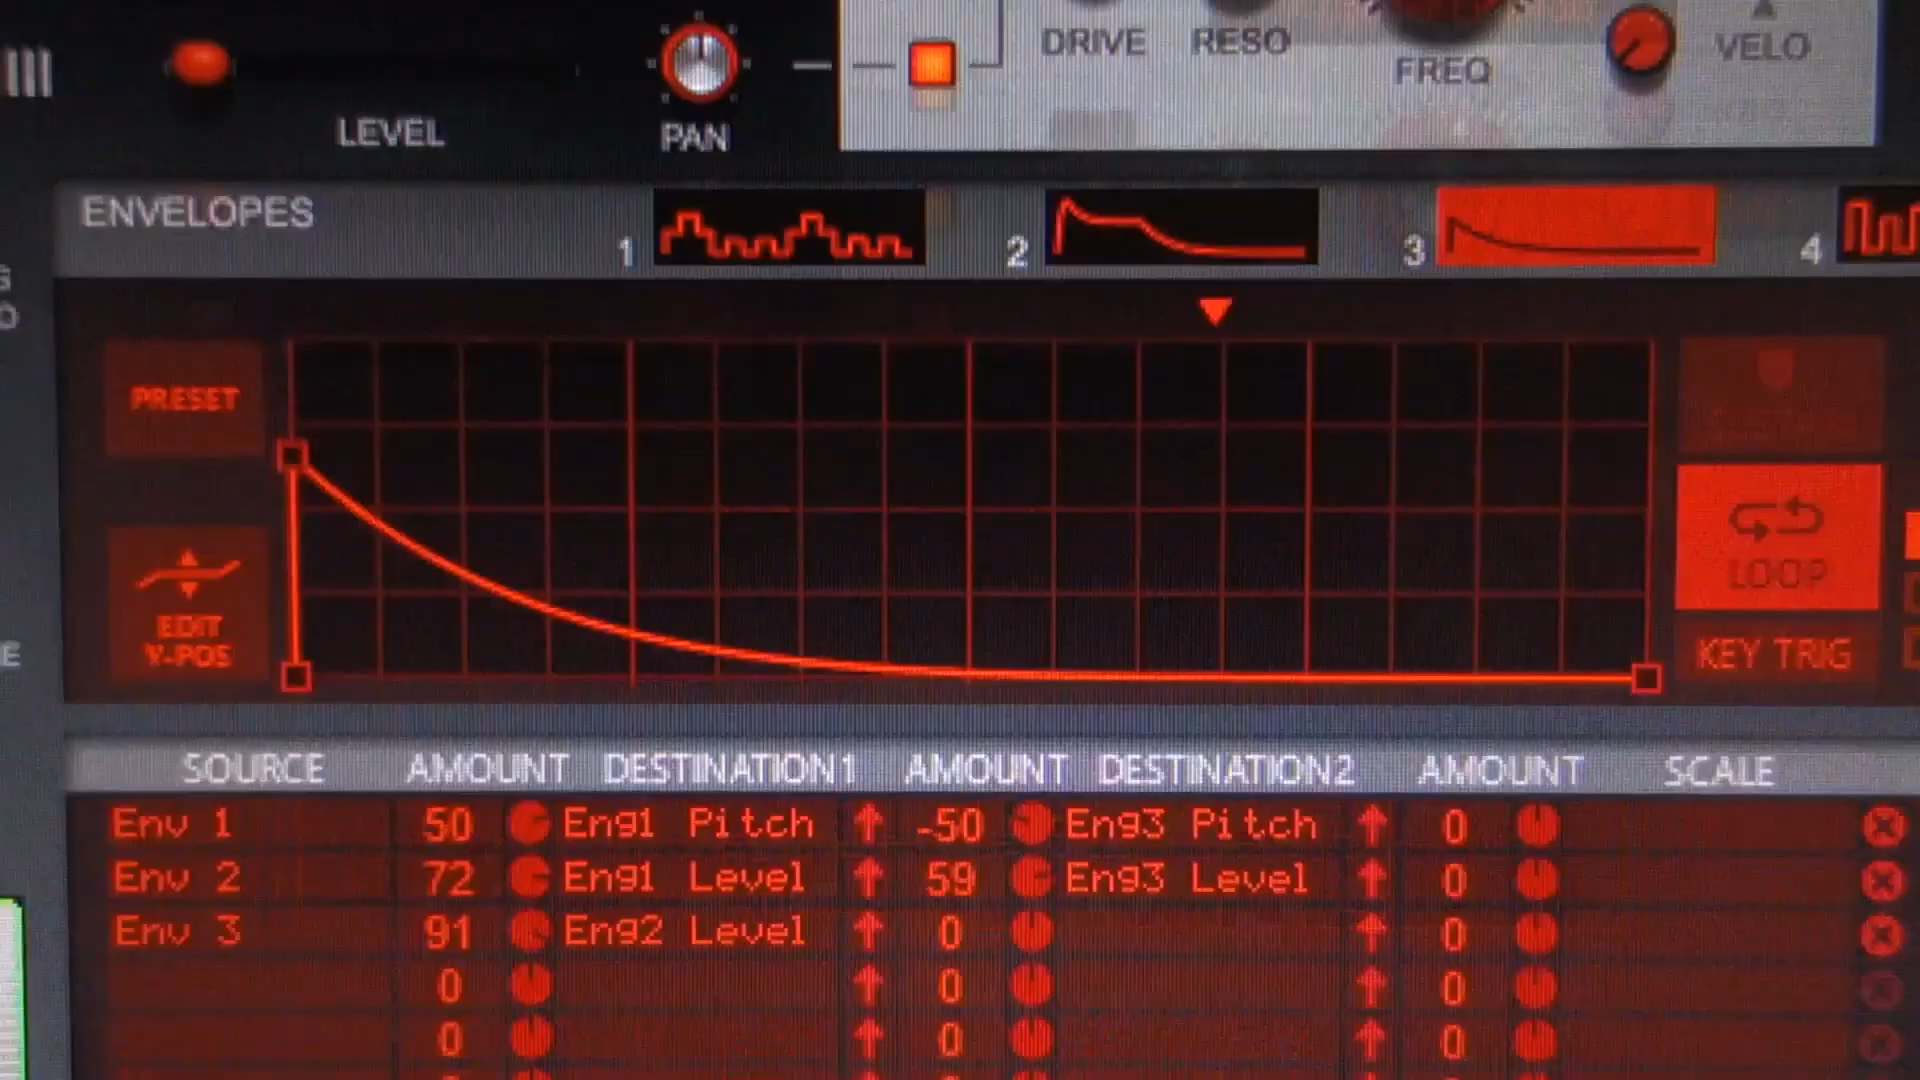 DRIVE RESO FREQ VELO
LEVEL PAN
ENVELOPES 1 2 3 4
PRESET
LOOP
EDIT
Y-POS
KEY TRIG
SOURCE AMOUNT DESTINATION1 AMOUNT DESTINATION2 AMOUNT SCALE
Env 1 50 Eng1 Pitch -50 Eng3 Pitch 0
Env 2 72 Eng1 Level 59 Eng3 Level 0
Env 3 91 Eng2 Level 0 0
0 0 0
0 0 0